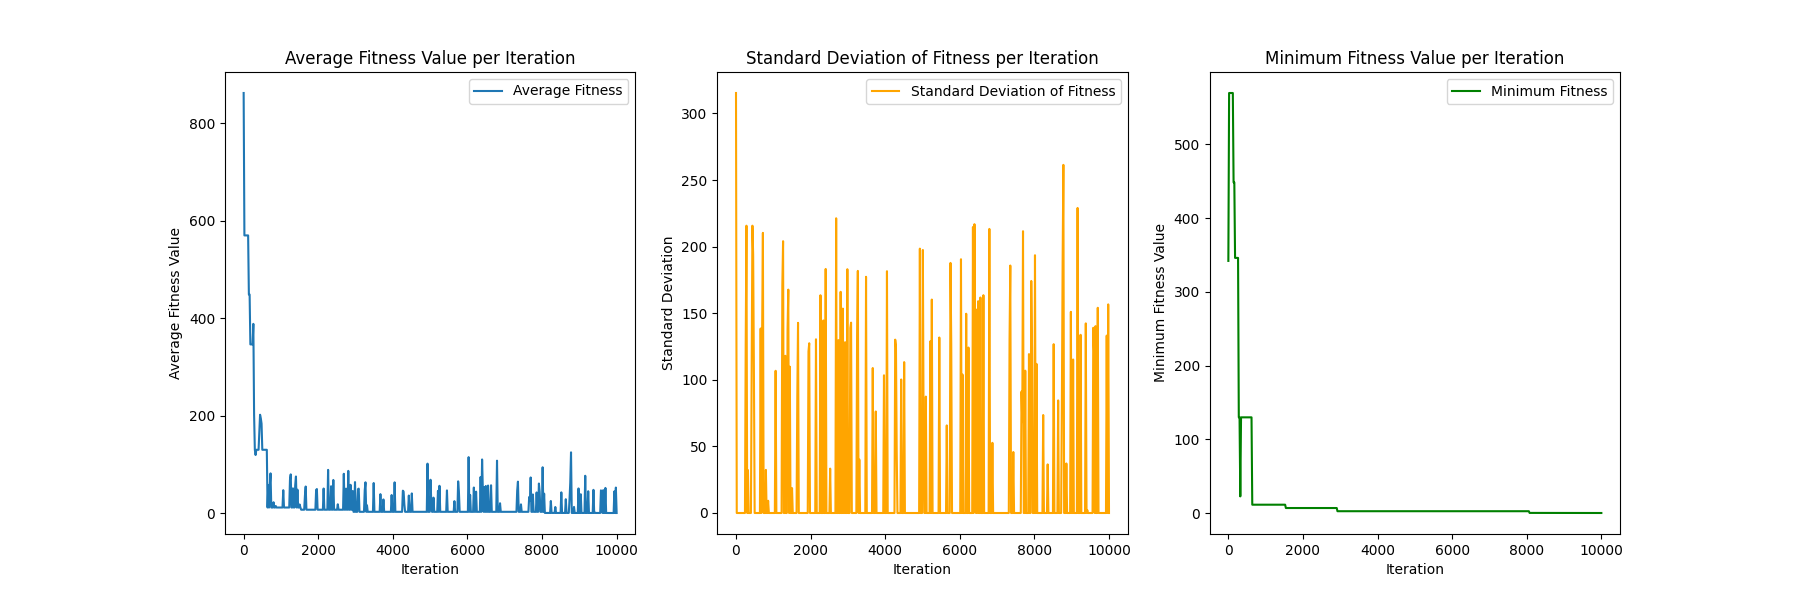 Average Fitness Value per Iteration
Average Fitness
Average Fitness Value
800
600
400
200
0
0 2000 4000 6000 8000 10000
Iteration
Standard Deviation of Fitness per Iteration
Standard Deviation of Fitness
Standard Deviation
300
250
200
150
100
50
0
0 2000 4000 6000 8000 10000
Iteration
Minimum Fitness Value per Iteration
Minimum Fitness
Minimum Fitness Value
500
400
300
200
100
0
0 2000 4000 6000 8000 10000
Iteration